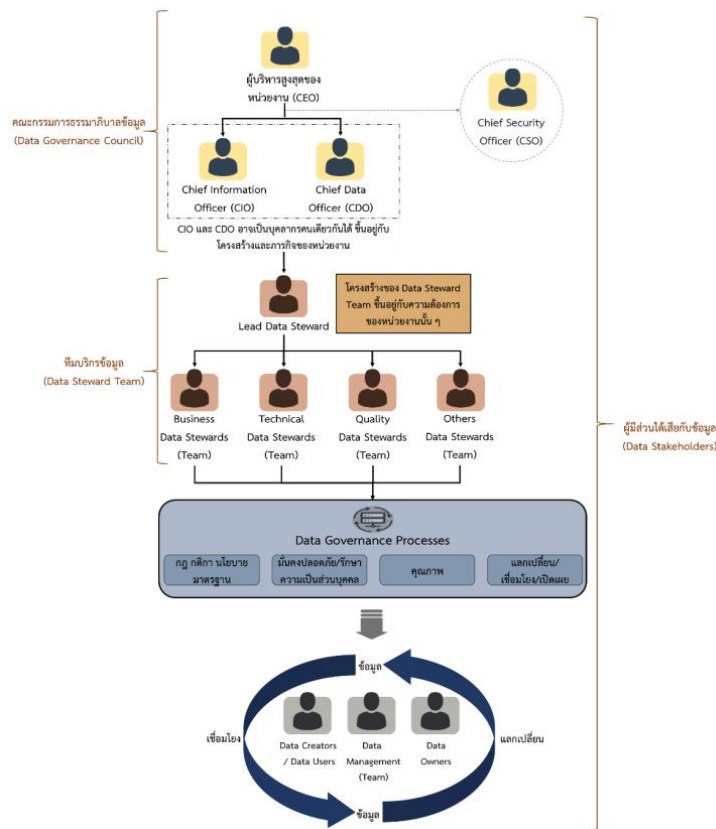 ผู้บริหารสูงสุดของ
หน่วยงาน (CEO)
คณะกรรมการธรรมาภิบาลข้อมูล
(Data Governance Council)
Chief Security
Officer (CSO)
Chief Information
Officer (CIO)
Chief Data
Officer (CDO)
CIO และ CDO อาจเป็นบุคลากรคนเดียวกันได้ ขึ้นอยู่กับ
โครงสร้างและภารกิจของหน่วยงาน
โครงสร้างของ Data Steward
Team ขึ้นอยู่กับความต้องการ
ของหน่วยงานนั้น ๆ
Lead Data Steward
ทีมบริกรข้อมูล
(Data Steward Team)
Business
Data Stewards
(Team)
Technical
Data Stewards
(Team)
Quality
Data Stewards
(Team)
Others
Data Stewards
(Team)
ผู้มีส่วนได้เสียกับข้อมูล
(Data Stakeholders)
Data Governance Processes
กฎ กติกา นโยบาย
มาตรฐาน
มั่นคงปลอดภัย/รักษา
ความเป็นส่วนบุคคล
คุณภาพ
แลกเปลี่ยน/
เชื่อมโยง/เปิดเผย
ข้อมูล
เชื่อมโยง
Data Creators
/ Data Users
Data
Management
(Team)
Data
Owners
แลกเปลี่ยน
ข้อมูล